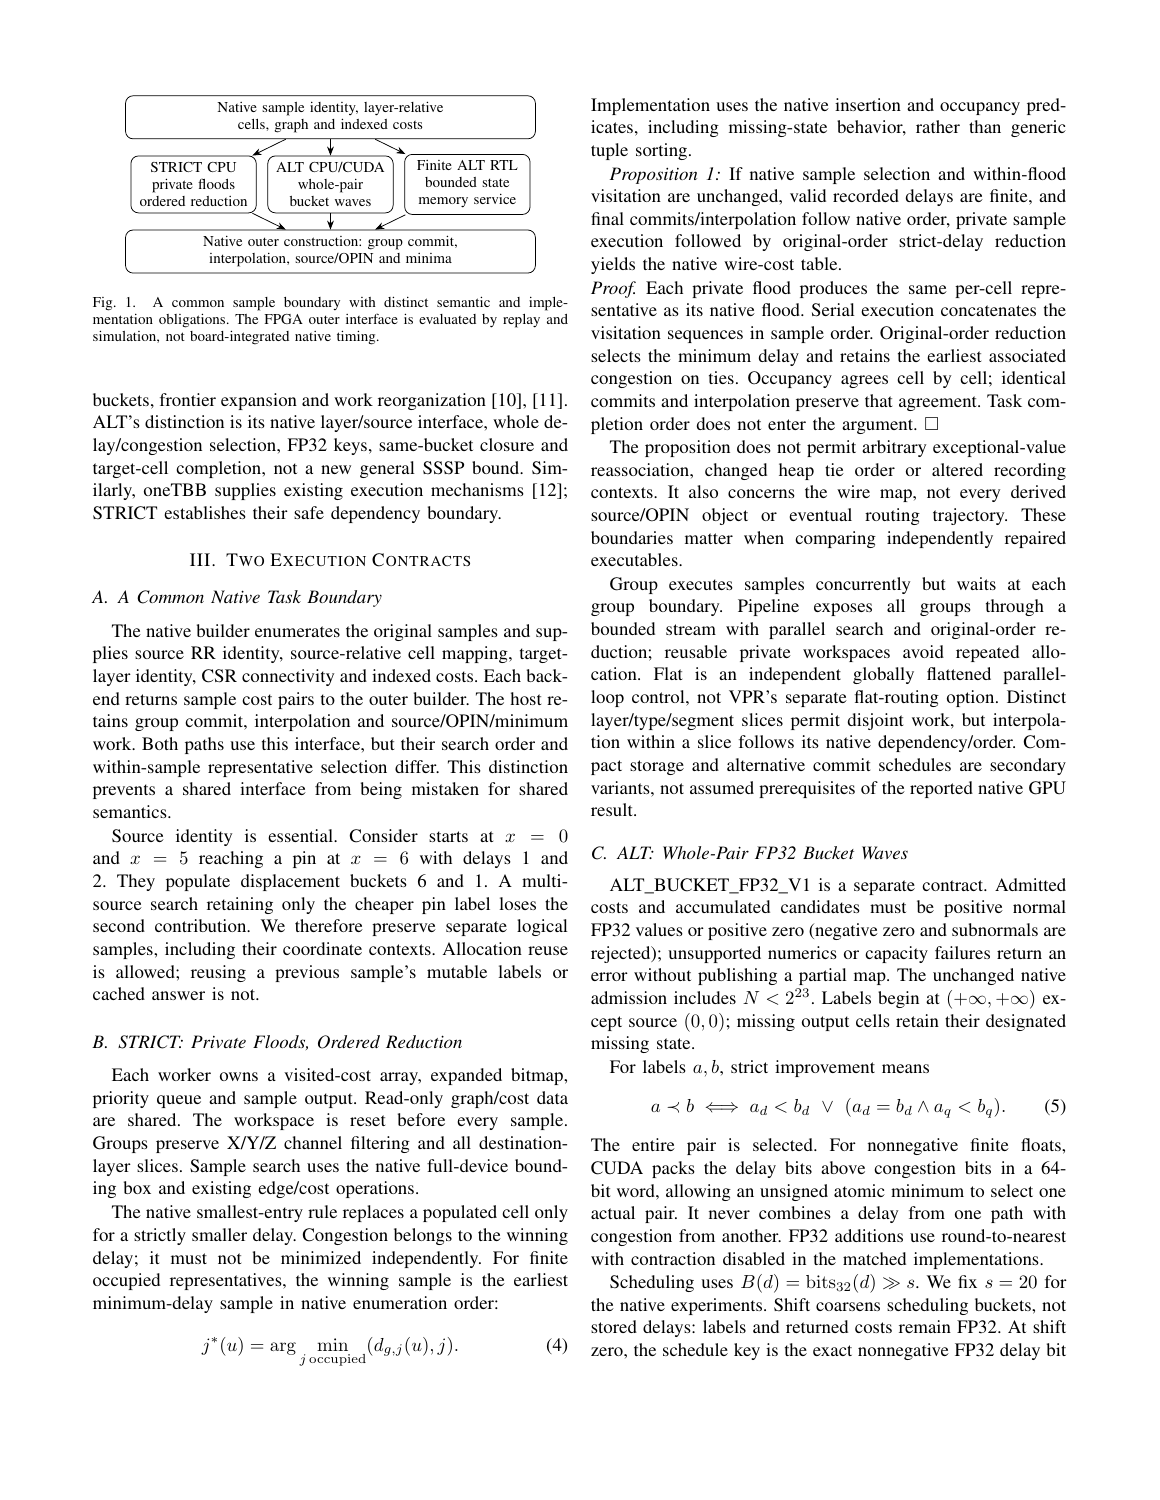 Native sample identity, layer-relative
cells, graph and indexed costs
STRICT CPU
private floods
ordered reduction
ALT CPU/CUDA
whole-pair
bucket waves
Finite ALT RTL
bounded state
memory service
Native outer construction: group commit,
interpolation, source/OPIN and minima
Fig. 1. A common sample boundary with distinct semantic and imple-
mentation obligations. The FPGA outer interface is evaluated by replay and
simulation, not board-integrated native timing.
buckets, frontier expansion and work reorganization [10], [11].
ALT's distinction is its native layer/source interface, whole de-
lay/congestion selection, FP32 keys, same-bucket closure and
target-cell completion, not a new general SSSP bound. Sim-
ilarly, oneTBB supplies existing execution mechanisms [12];
STRICT establishes their safe dependency boundary.
III. TWO EXECUTION CONTRACTS
A. A Common Native Task Boundary
The native builder enumerates the original samples and sup-
plies source RR identity, source-relative cell mapping, target-
layer identity, CSR connectivity and indexed costs. Each back-
end returns sample cost pairs to the outer builder. The host re-
tains group commit, interpolation and source/OPIN/minimum
work. Both paths use this interface, but their search order and
within-sample representative selection differ. This distinction
prevents a shared interface from being mistaken for shared
semantics.
Source identity is essential. Consider starts at x = 0
and x = 5 reaching a pin at x = 6 with delays 1 and
2. They populate displacement buckets 6 and 1. A multi-
source search retaining only the cheaper pin label loses the
second contribution. We therefore preserve separate logical
samples, including their coordinate contexts. Allocation reuse
is allowed; reusing a previous sample's mutable labels or
cached answer is not.
B. STRICT: Private Floods, Ordered Reduction
Each worker owns a visited-cost array, expanded bitmap,
priority queue and sample output. Read-only graph/cost data
are shared. The workspace is reset before every sample.
Groups preserve X/Y/Z channel filtering and all destination-
layer slices. Sample search uses the native full-device bound-
ing box and existing edge/cost operations.
The native smallest-entry rule replaces a populated cell only
for a strictly smaller delay. Congestion belongs to the winning
delay; it must not be minimized independently. For finite
occupied representatives, the winning sample is the earliest
minimum-delay sample in native enumeration order:
j*(u) = arg min_{j occupied}(d_{g,j}(u), j). (4)
Implementation uses the native insertion and occupancy pred-
icates, including missing-state behavior, rather than generic
tuple sorting.
Proposition 1: If native sample selection and within-flood
visitation are unchanged, valid recorded delays are finite, and
final commits/interpolation follow native order, private sample
execution followed by original-order strict-delay reduction
yields the native wire-cost table.
Proof. Each private flood produces the same per-cell repre-
sentative as its native flood. Serial execution concatenates the
visitation sequences in sample order. Original-order reduction
selects the minimum delay and retains the earliest associated
congestion on ties. Occupancy agrees cell by cell; identical
commits and interpolation preserve that agreement. Task com-
pletion order does not enter the argument. □
The proposition does not permit arbitrary exceptional-value
reassociation, changed heap tie order or altered recording
contexts. It also concerns the wire map, not every derived
source/OPIN object or eventual routing trajectory. These
boundaries matter when comparing independently repaired
executables.
Group executes samples concurrently but waits at each
group boundary. Pipeline exposes all groups through a
bounded stream with parallel search and original-order re-
duction; reusable private workspaces avoid repeated allo-
cation. Flat is an independent globally flattened parallel-
loop control, not VPR's separate flat-routing option. Distinct
layer/type/segment slices permit disjoint work, but interpola-
tion within a slice follows its native dependency/order. Com-
pact storage and alternative commit schedules are secondary
variants, not assumed prerequisites of the reported native GPU
result.
C. ALT: Whole-Pair FP32 Bucket Waves
ALT_BUCKET_FP32_V1 is a separate contract. Admitted
costs and accumulated candidates must be positive normal
FP32 values or positive zero (negative zero and subnormals are
rejected); unsupported numerics or capacity failures return an
error without publishing a partial map. The unchanged native
admission includes N < 2^{23}. Labels begin at (+∞, +∞) ex-
cept source (0, 0); missing output cells retain their designated
missing state.
For labels a, b, strict improvement means
a ≺ b ⟺ a_d < b_d ∨ (a_d = b_d ∧ a_q < b_q). (5)
The entire pair is selected. For nonnegative finite floats,
CUDA packs the delay bits above congestion bits in a 64-
bit word, allowing an unsigned atomic minimum to select one
actual pair. It never combines a delay from one path with
congestion from another. FP32 additions use round-to-nearest
with contraction disabled in the matched implementations.
Scheduling uses B(d) = bits_{32}(d) ≫ s. We fix s = 20 for
the native experiments. Shift coarsens scheduling buckets, not
stored delays: labels and returned costs remain FP32. At shift
zero, the schedule key is the exact nonnegative FP32 delay bit